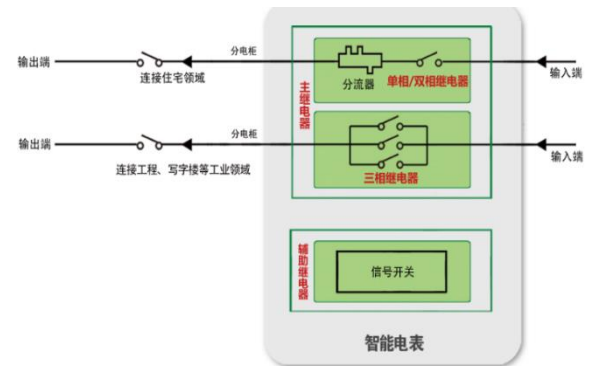 分电柜
输出端
输入端
连接住宅领域
分流器
单相/双相继电器
主继电器
分电柜
输出端
输入端
连接工程、写字楼等工业领域
三相继电器
辅助继电器
信号开关
智能电表